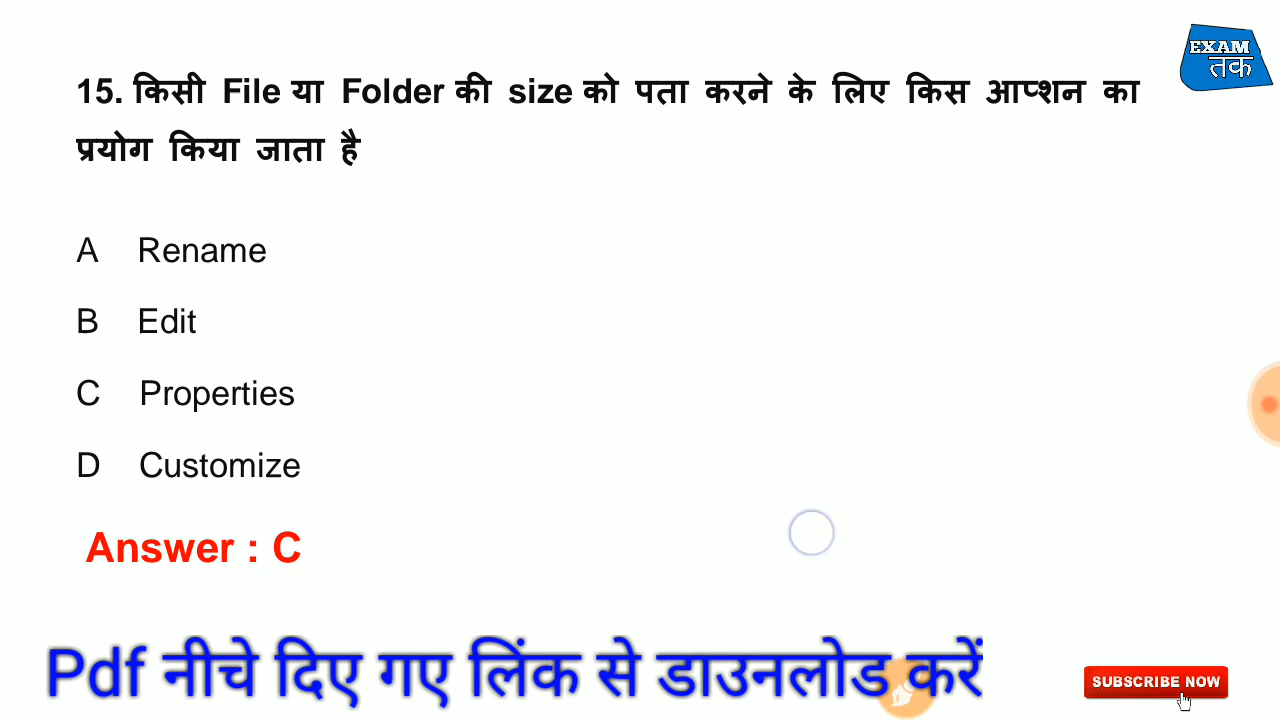 EXAM
तक
15. किसी File या Folder की size को पता करने के लिए किस आप्शन का
प्रयोग किया जाता है
A Rename
B Edit
C Properties
D Customize
Answer : C
Pdf नीचे दिए गए लिंक से डाउनलोड करें
SUBSCRIBE NOW